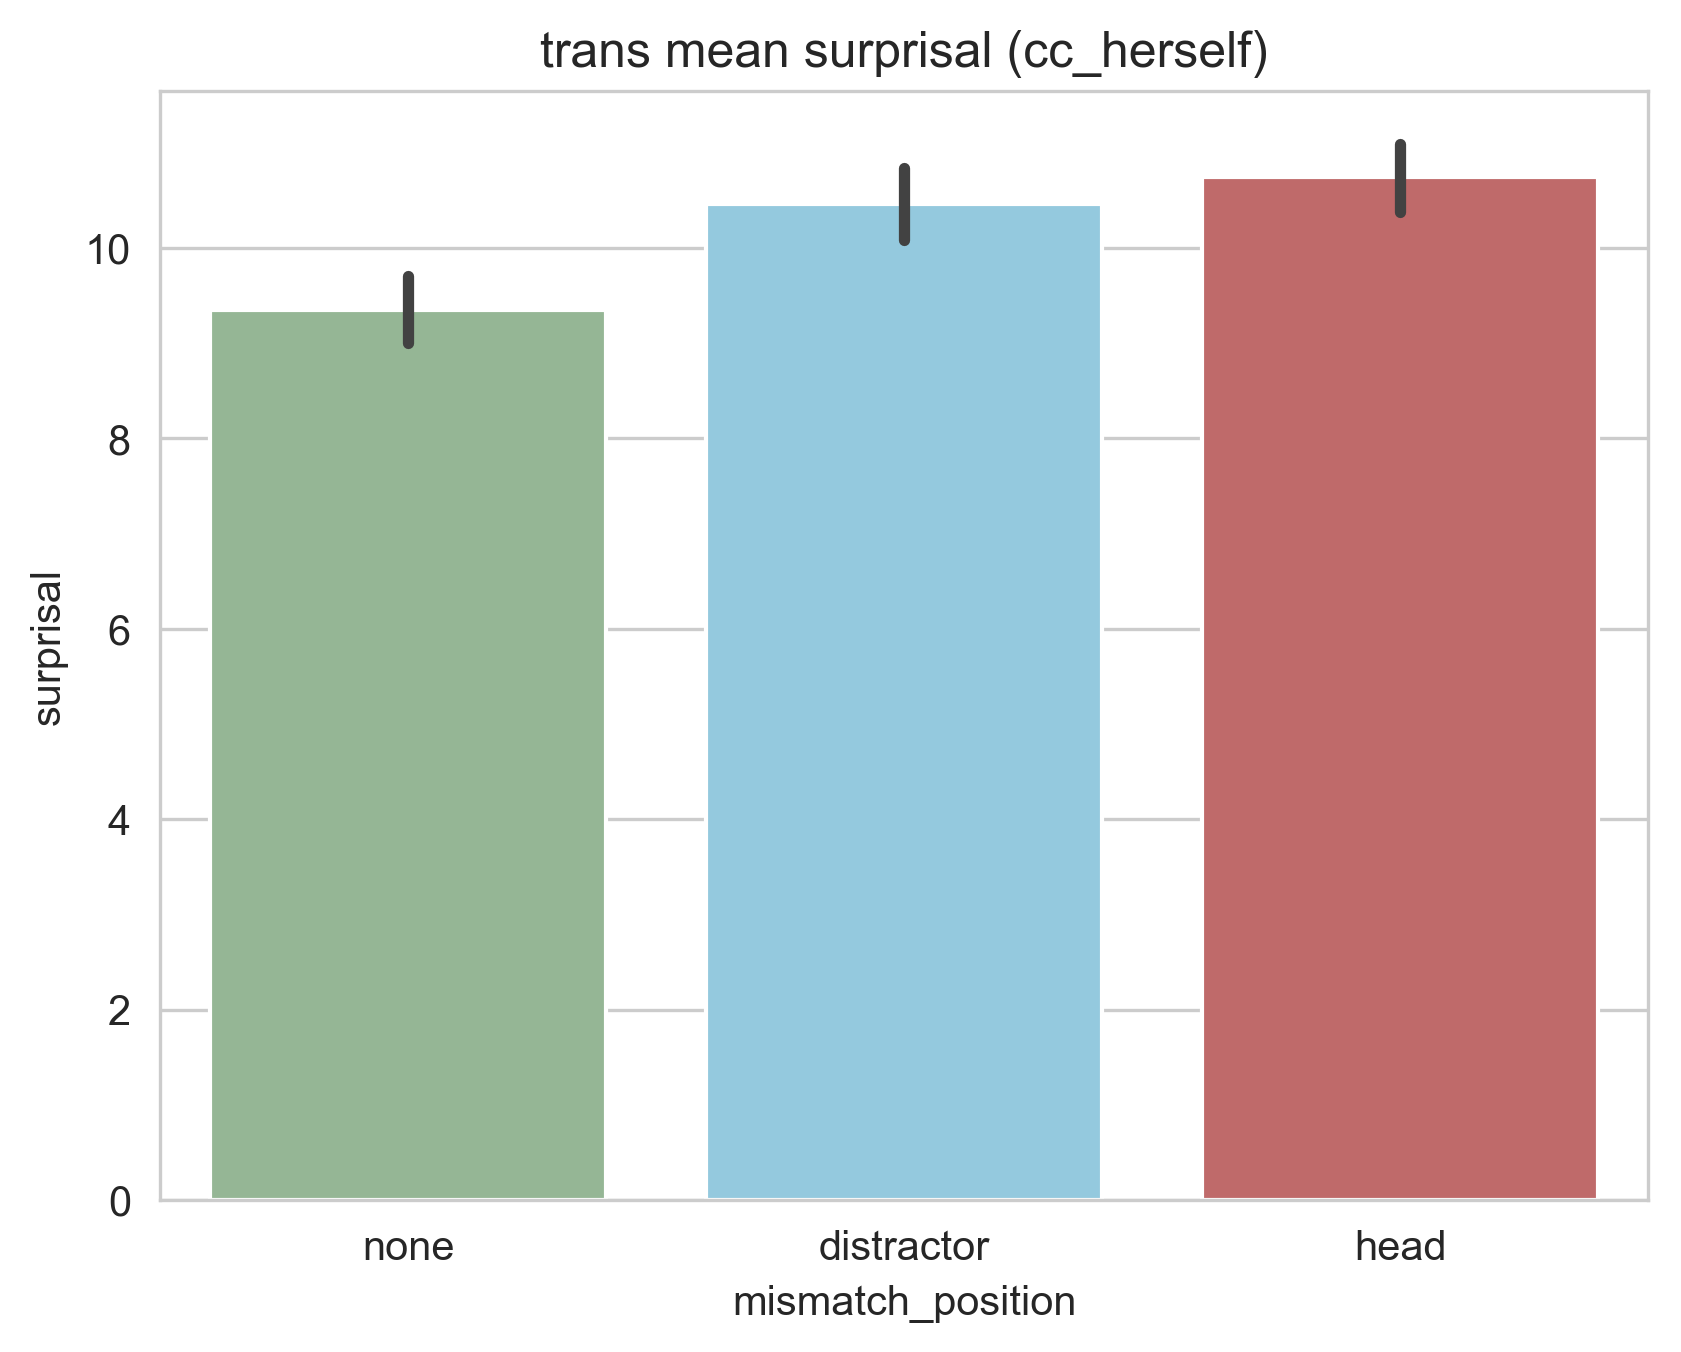 trans mean surprisal (cc_herself)
surprisal
10
8
6
4
2
0
none distractor head
mismatch_position